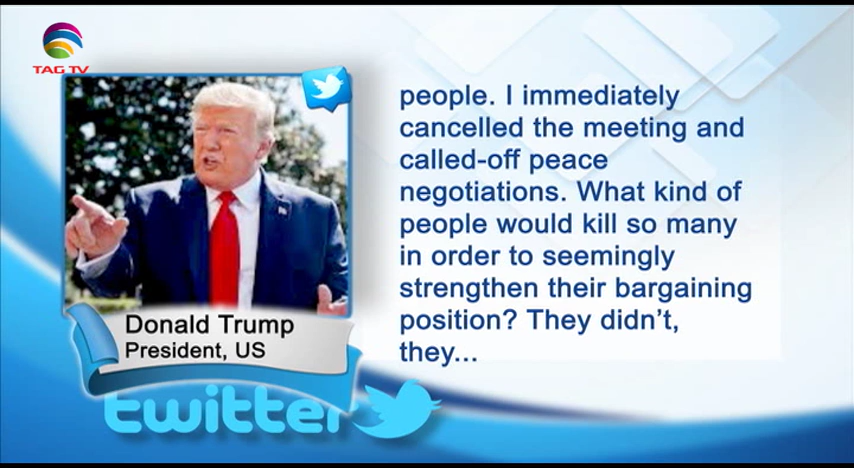 TAG TV
people. I immediately
cancelled the meeting and
called-off peace
negotiations. What kind of
people would kill so many
in order to seemingly
strengthen their bargaining
position? They didn't,
they...
Donald Trump
President, US
twitter